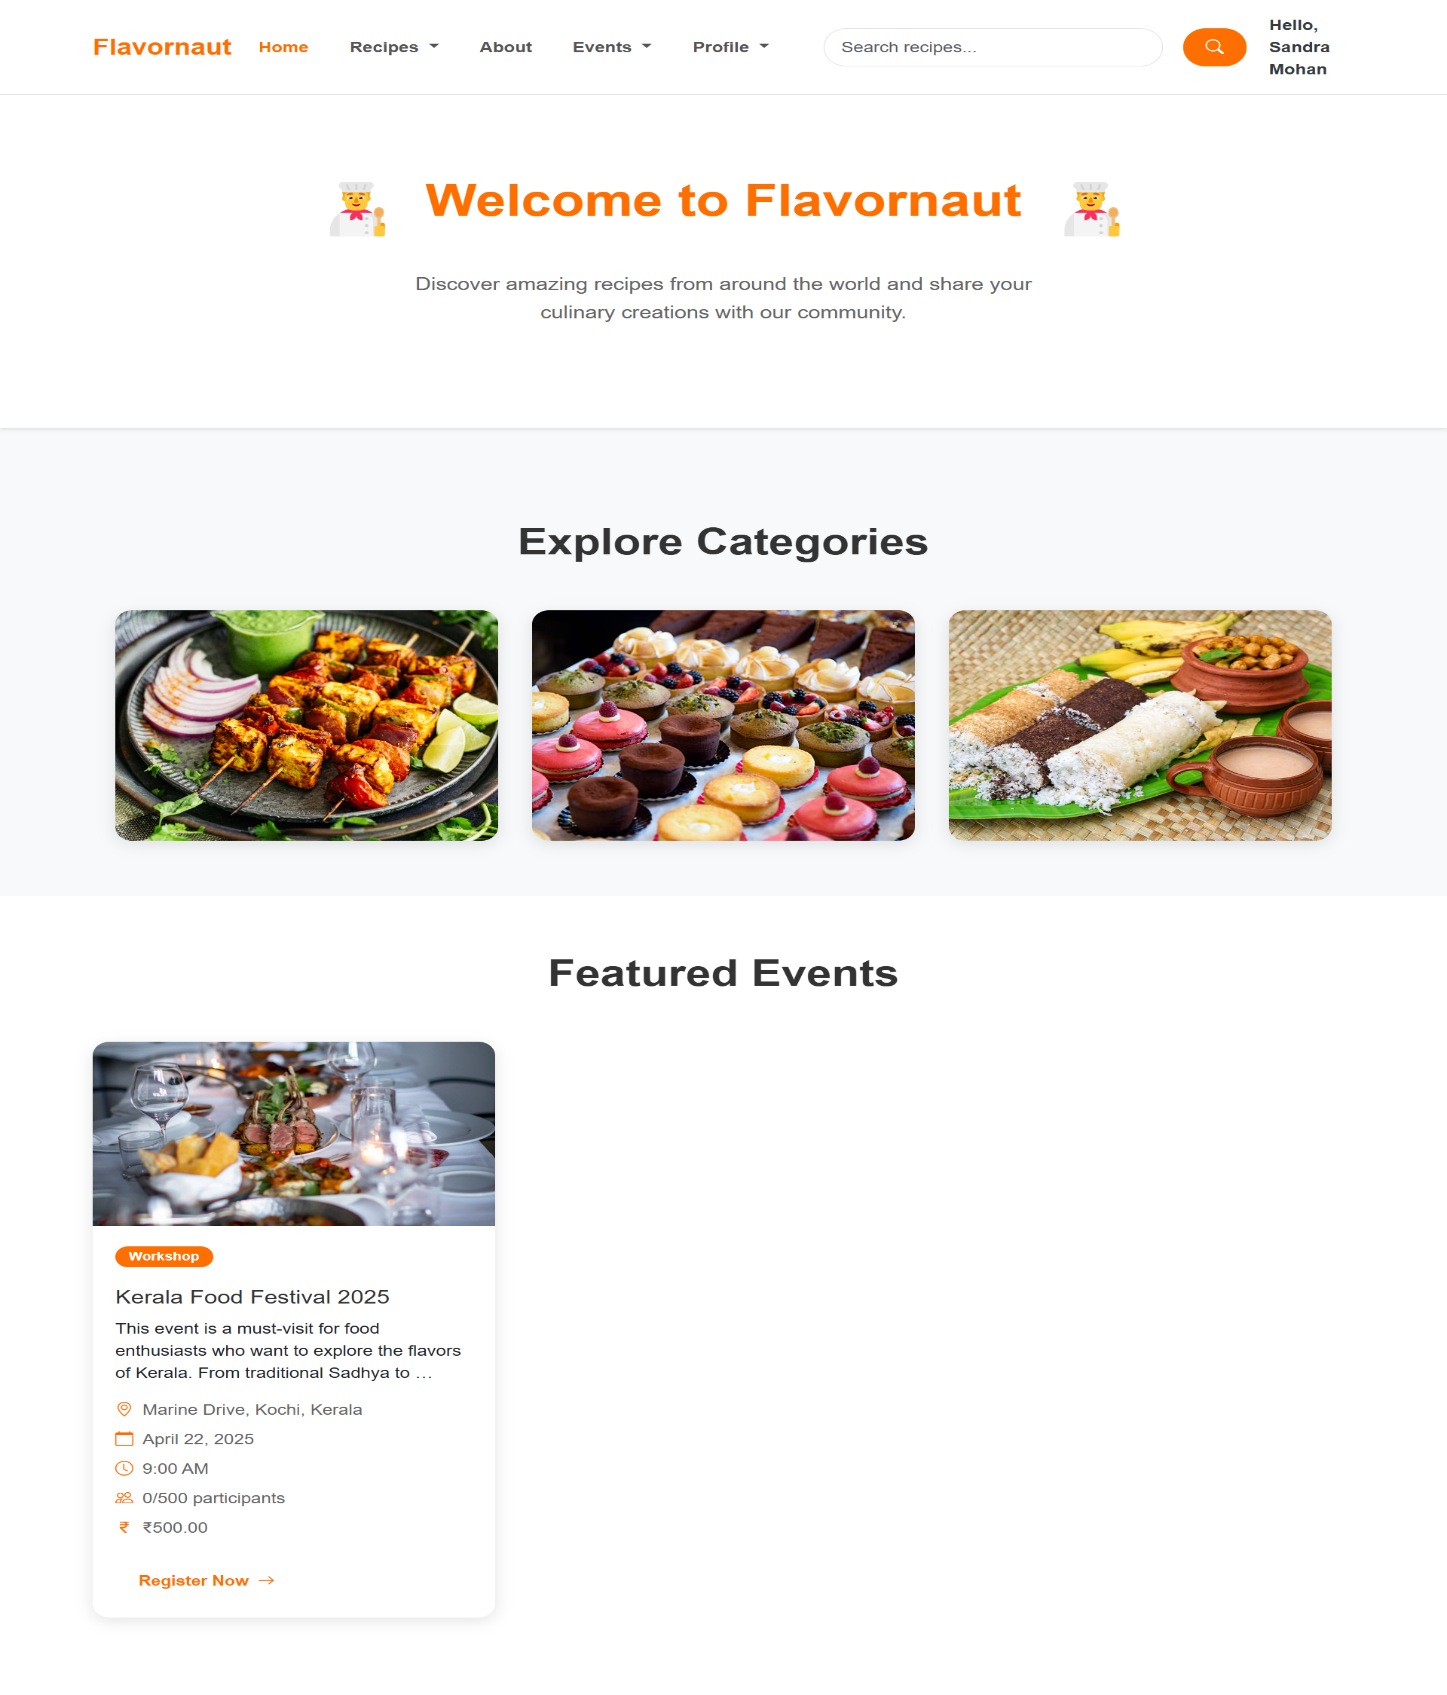 Flavornaut
Home
Recipes
About
Events
Profile
Search recipes...
Hello,
Sandra
Mohan
Welcome to Flavornaut
Discover amazing recipes from around the world and share your
culinary creations with our community.
Explore Categories
Featured Events
Workshop
Kerala Food Festival 2025
This event is a must-visit for food
enthusiasts who want to explore the flavors
of Kerala. From traditional Sadhya to …
Marine Drive, Kochi, Kerala
April 22, 2025
9:00 AM
0/500 participants
₹ ₹500.00
Register Now →